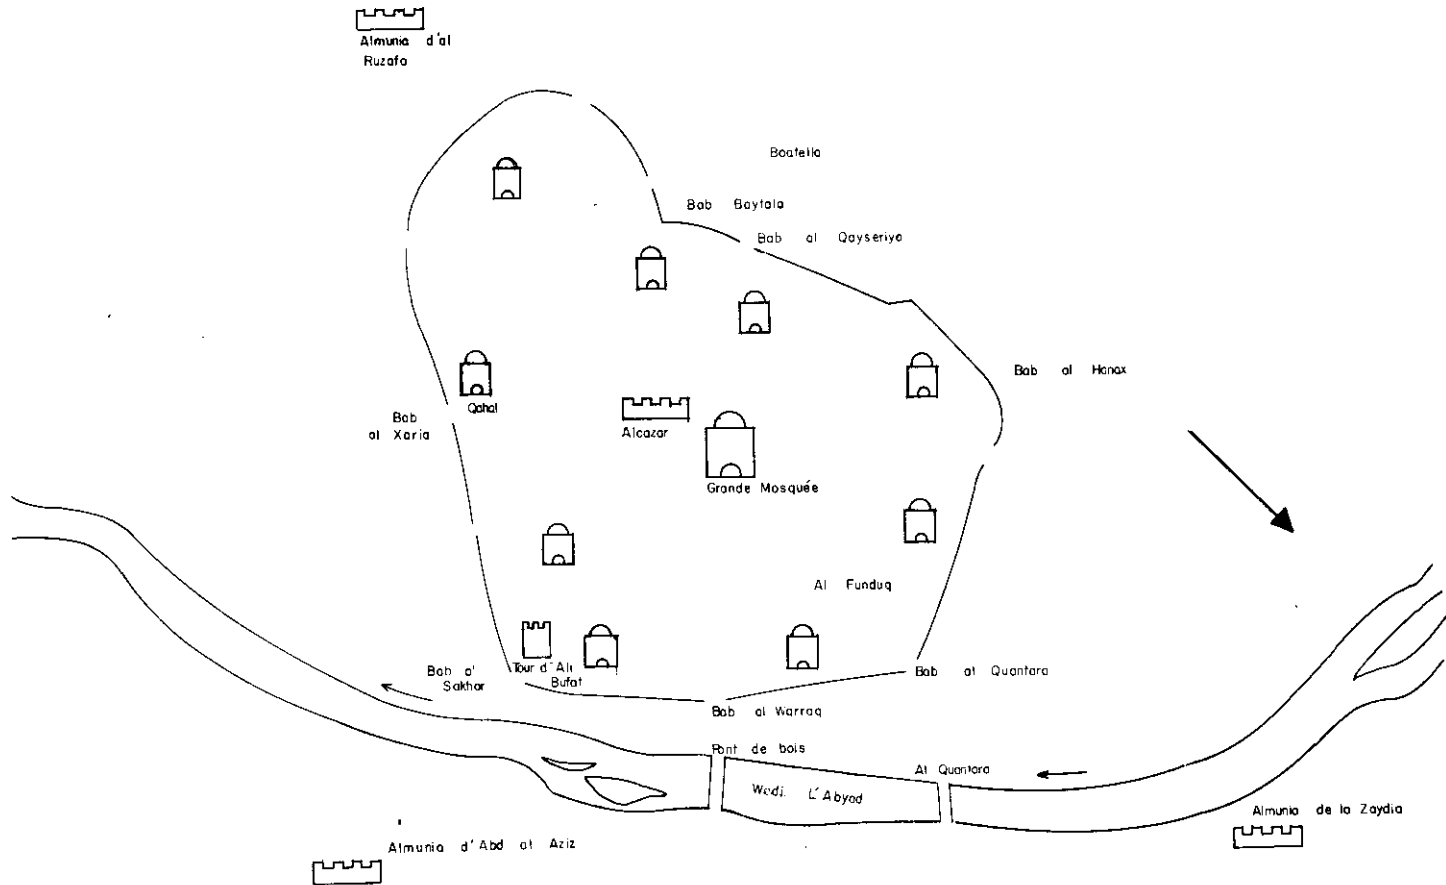 Almunia d'al
Ruzafa
Boatella
Bab Baytala
Bab al Qayseriya
Bab al Hanax
Qahal
Bab
al Xaria
Alcazar
Grande Mosquée
Al Funduq
Bab al
Sakhar
Tour d'Ali
Bufat
Bab al Quantara
Bab al Warraq
Pont de bois
Al Quantara
Wadi L'Abyad
Almunia de la Zaydia
Almunia d'Abd al Aziz